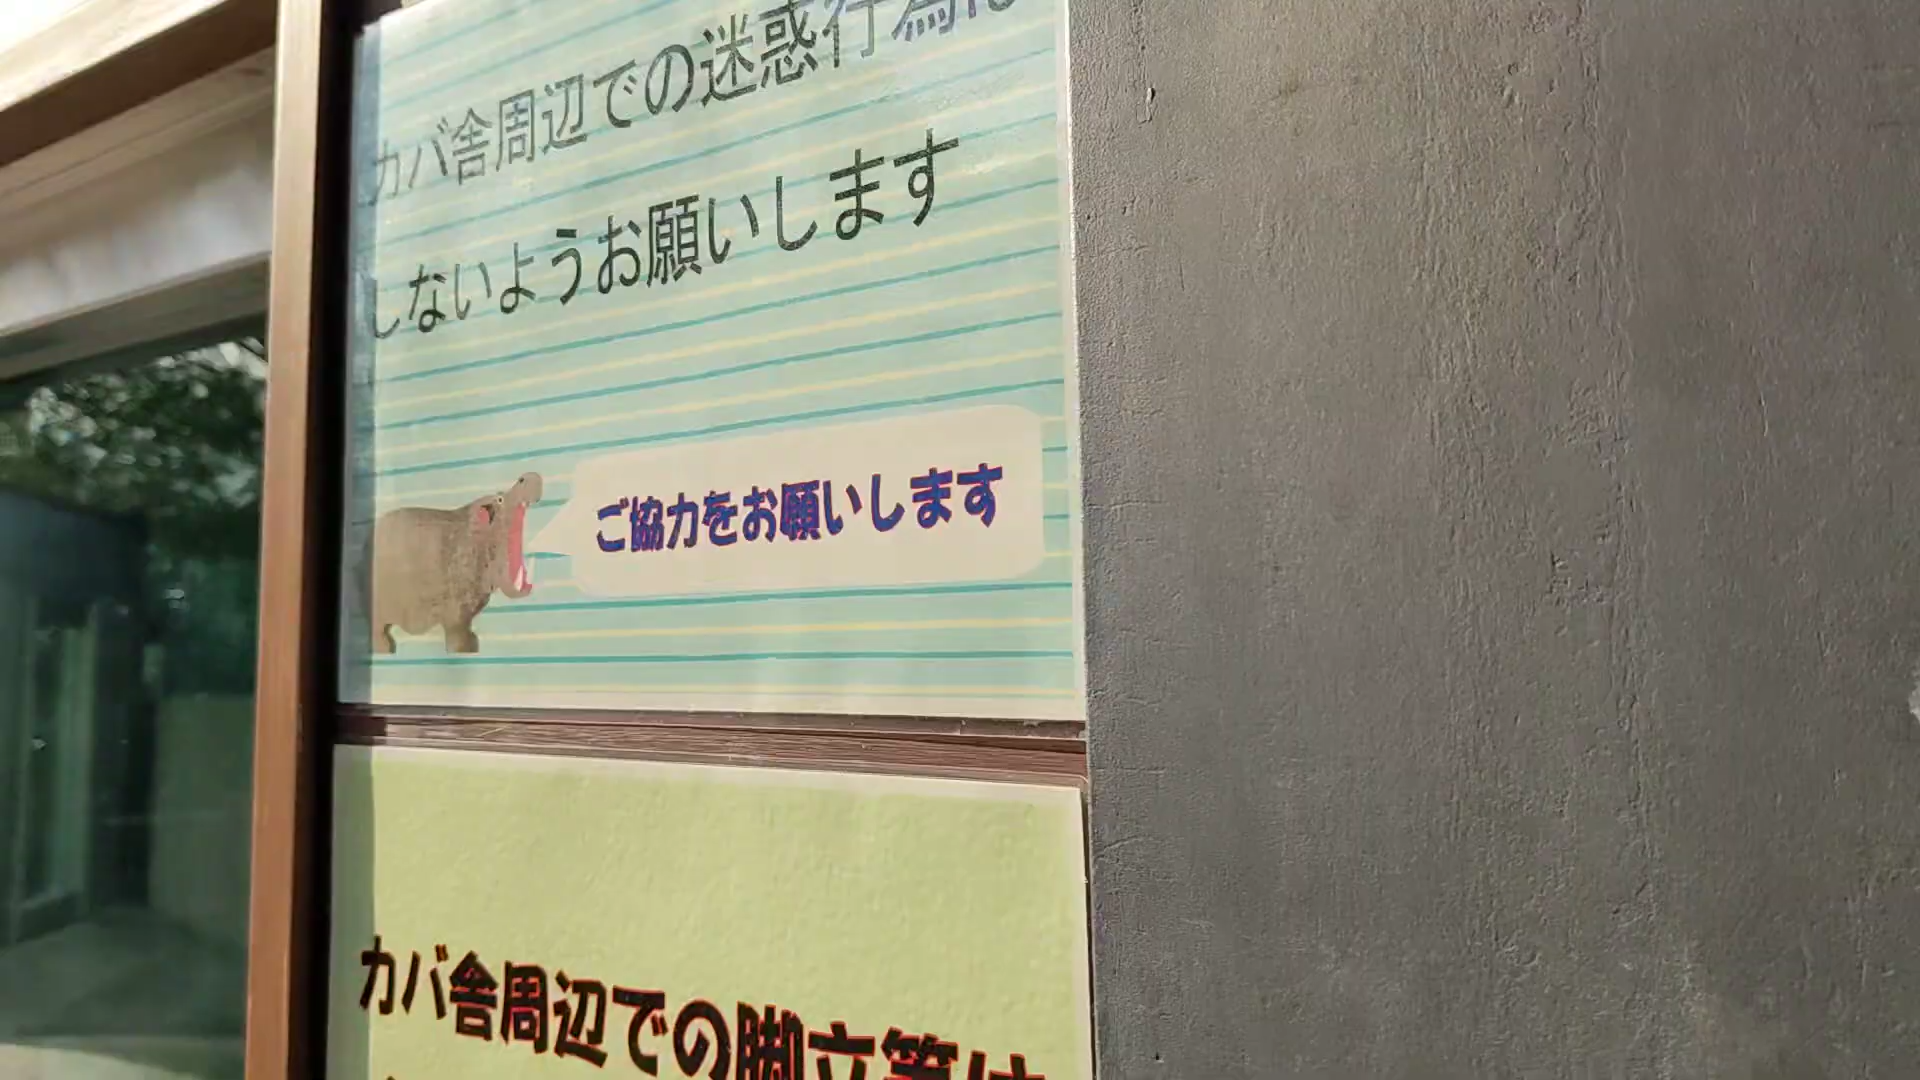 カバ舎周辺での迷惑行為は
しないようお願いします
ご協力をお願いします
カバ舎周辺での脚立等は